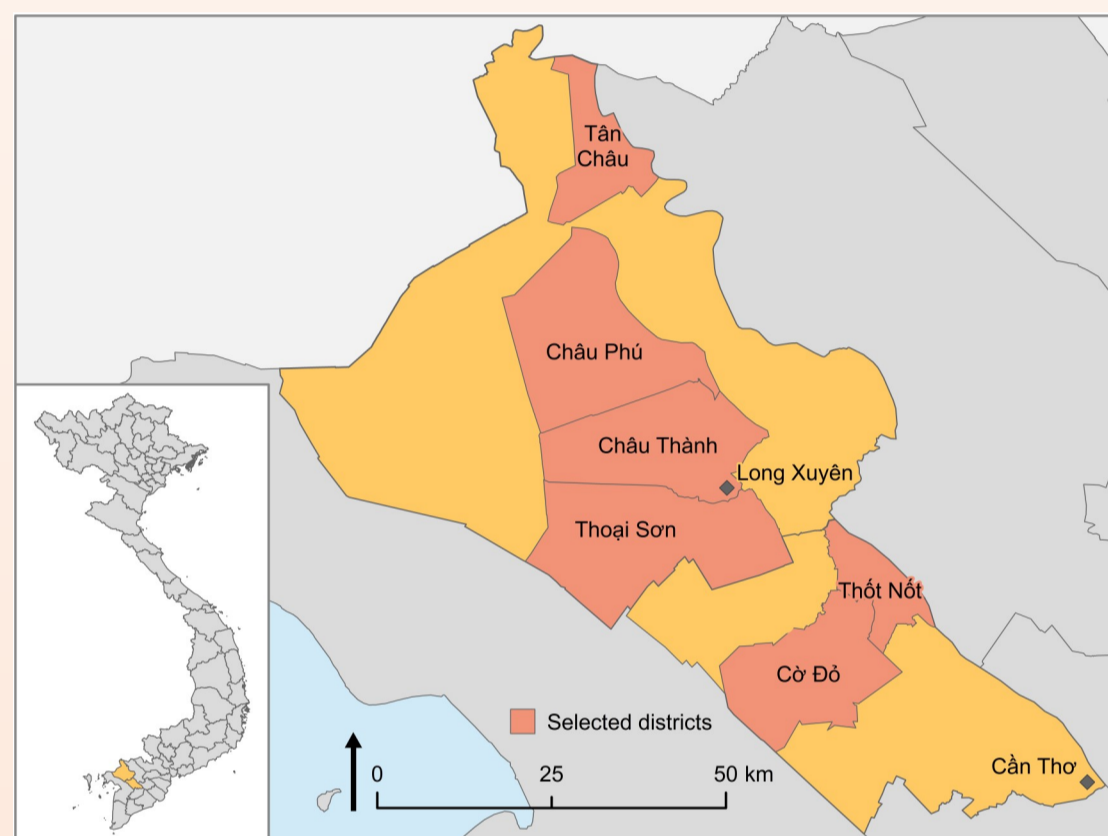 Tân
Châu
Châu Phú
Châu Thành
Long Xuyên
Thoại Sơn
Thốt Nốt
Cờ Đỏ
Selected districts
Cần Thơ
0 25 50 km